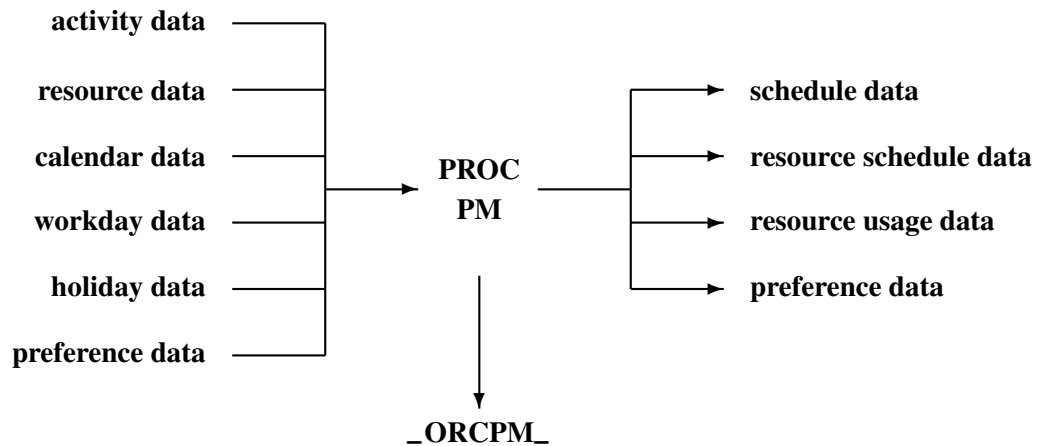 activity data
resource data
calendar data
workday data
holiday data
preference data
PROC
PM
schedule data
resource schedule data
resource usage data
preference data
_ORCPM_